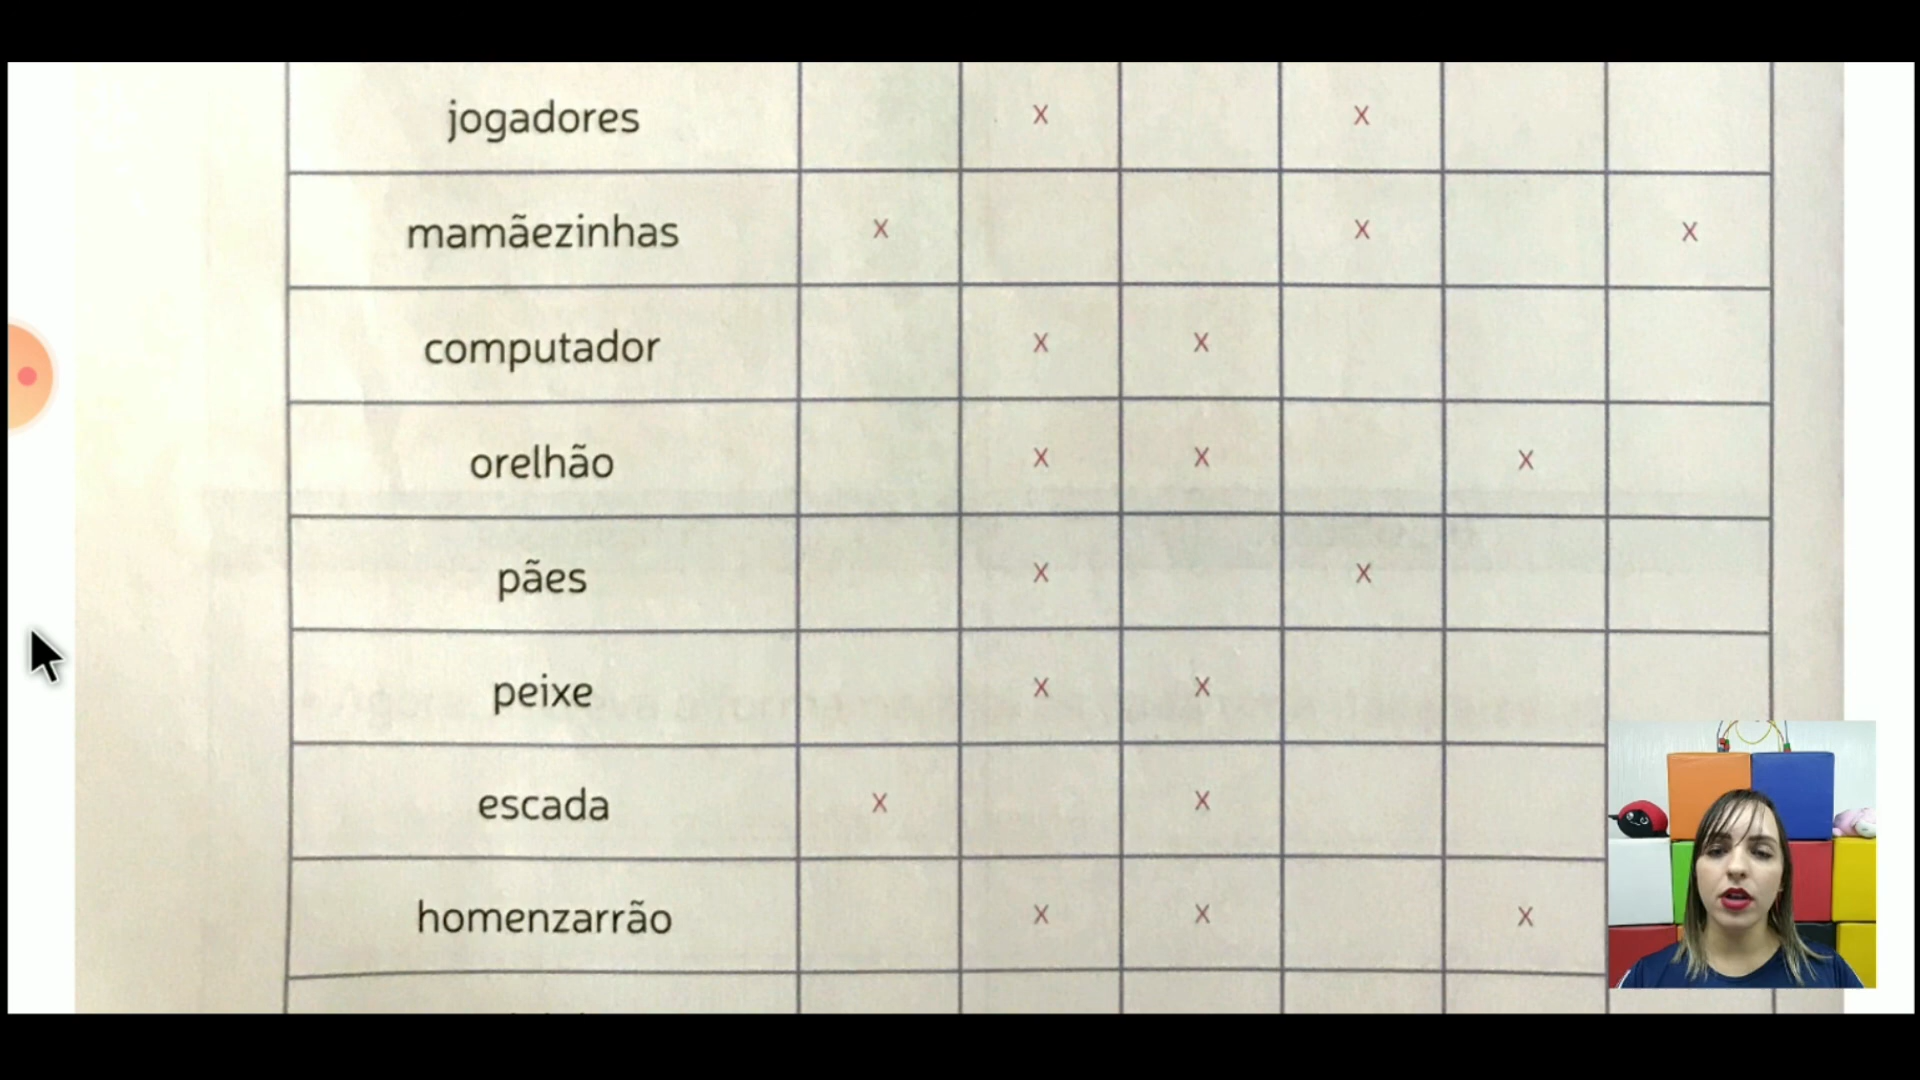 jogadores x x
mamãezinhas x x x
computador x x
orelhão x x x
pães x x
peixe x x
escada x x
homenzarrão x x x